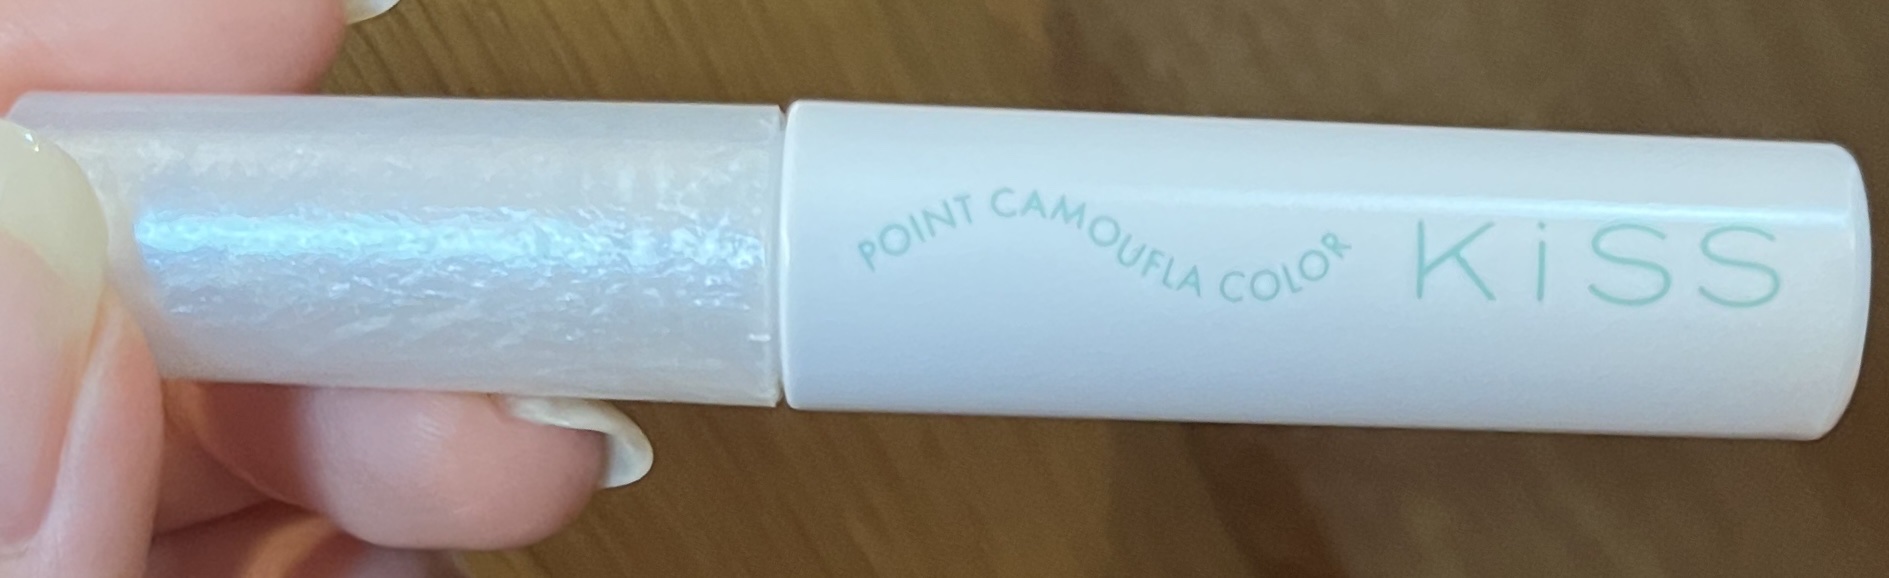 POINT CAMOUFLA COLOR KiSS